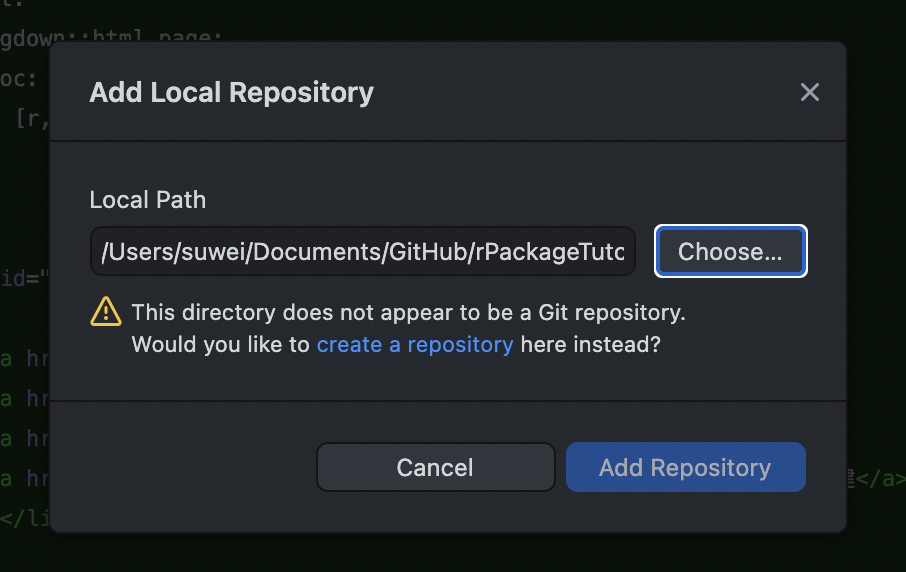 gdown::html_page:
oc:
[r,
Add Local Repository
id="
Local Path
/Users/suwei/Documents/GitHub/rPackageTuto
Choose...
This directory does not appear to be a Git repository.
Would you like to create a repository here instead?
a hr
a hr
a hr
a hr
</a>
Cancel
Add Repository
</li